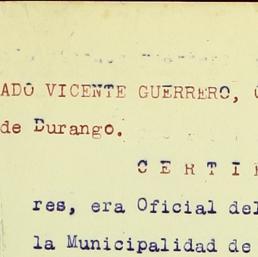 ADO VICENTE GUERRERO,
de Durango.
C E R T I
res, era Oficial del
la Municipalidad de